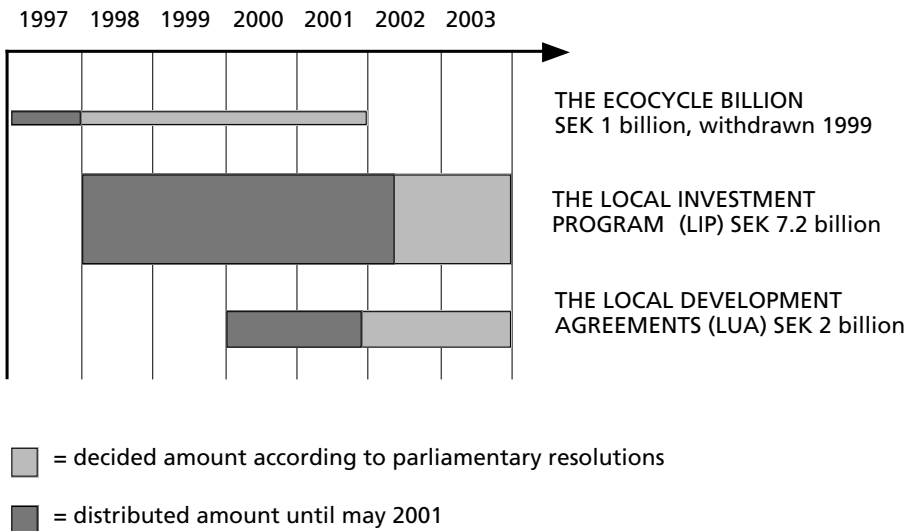 1997 1998 1999 2000 2001 2002 2003
THE ECOCYCLE BILLION
SEK 1 billion, withdrawn 1999
THE LOCAL INVESTMENT
PROGRAM (LIP) SEK 7.2 billion
THE LOCAL DEVELOPMENT
AGREEMENTS (LUA) SEK 2 billion
= decided amount according to parliamentary resolutions
= distributed amount until may 2001